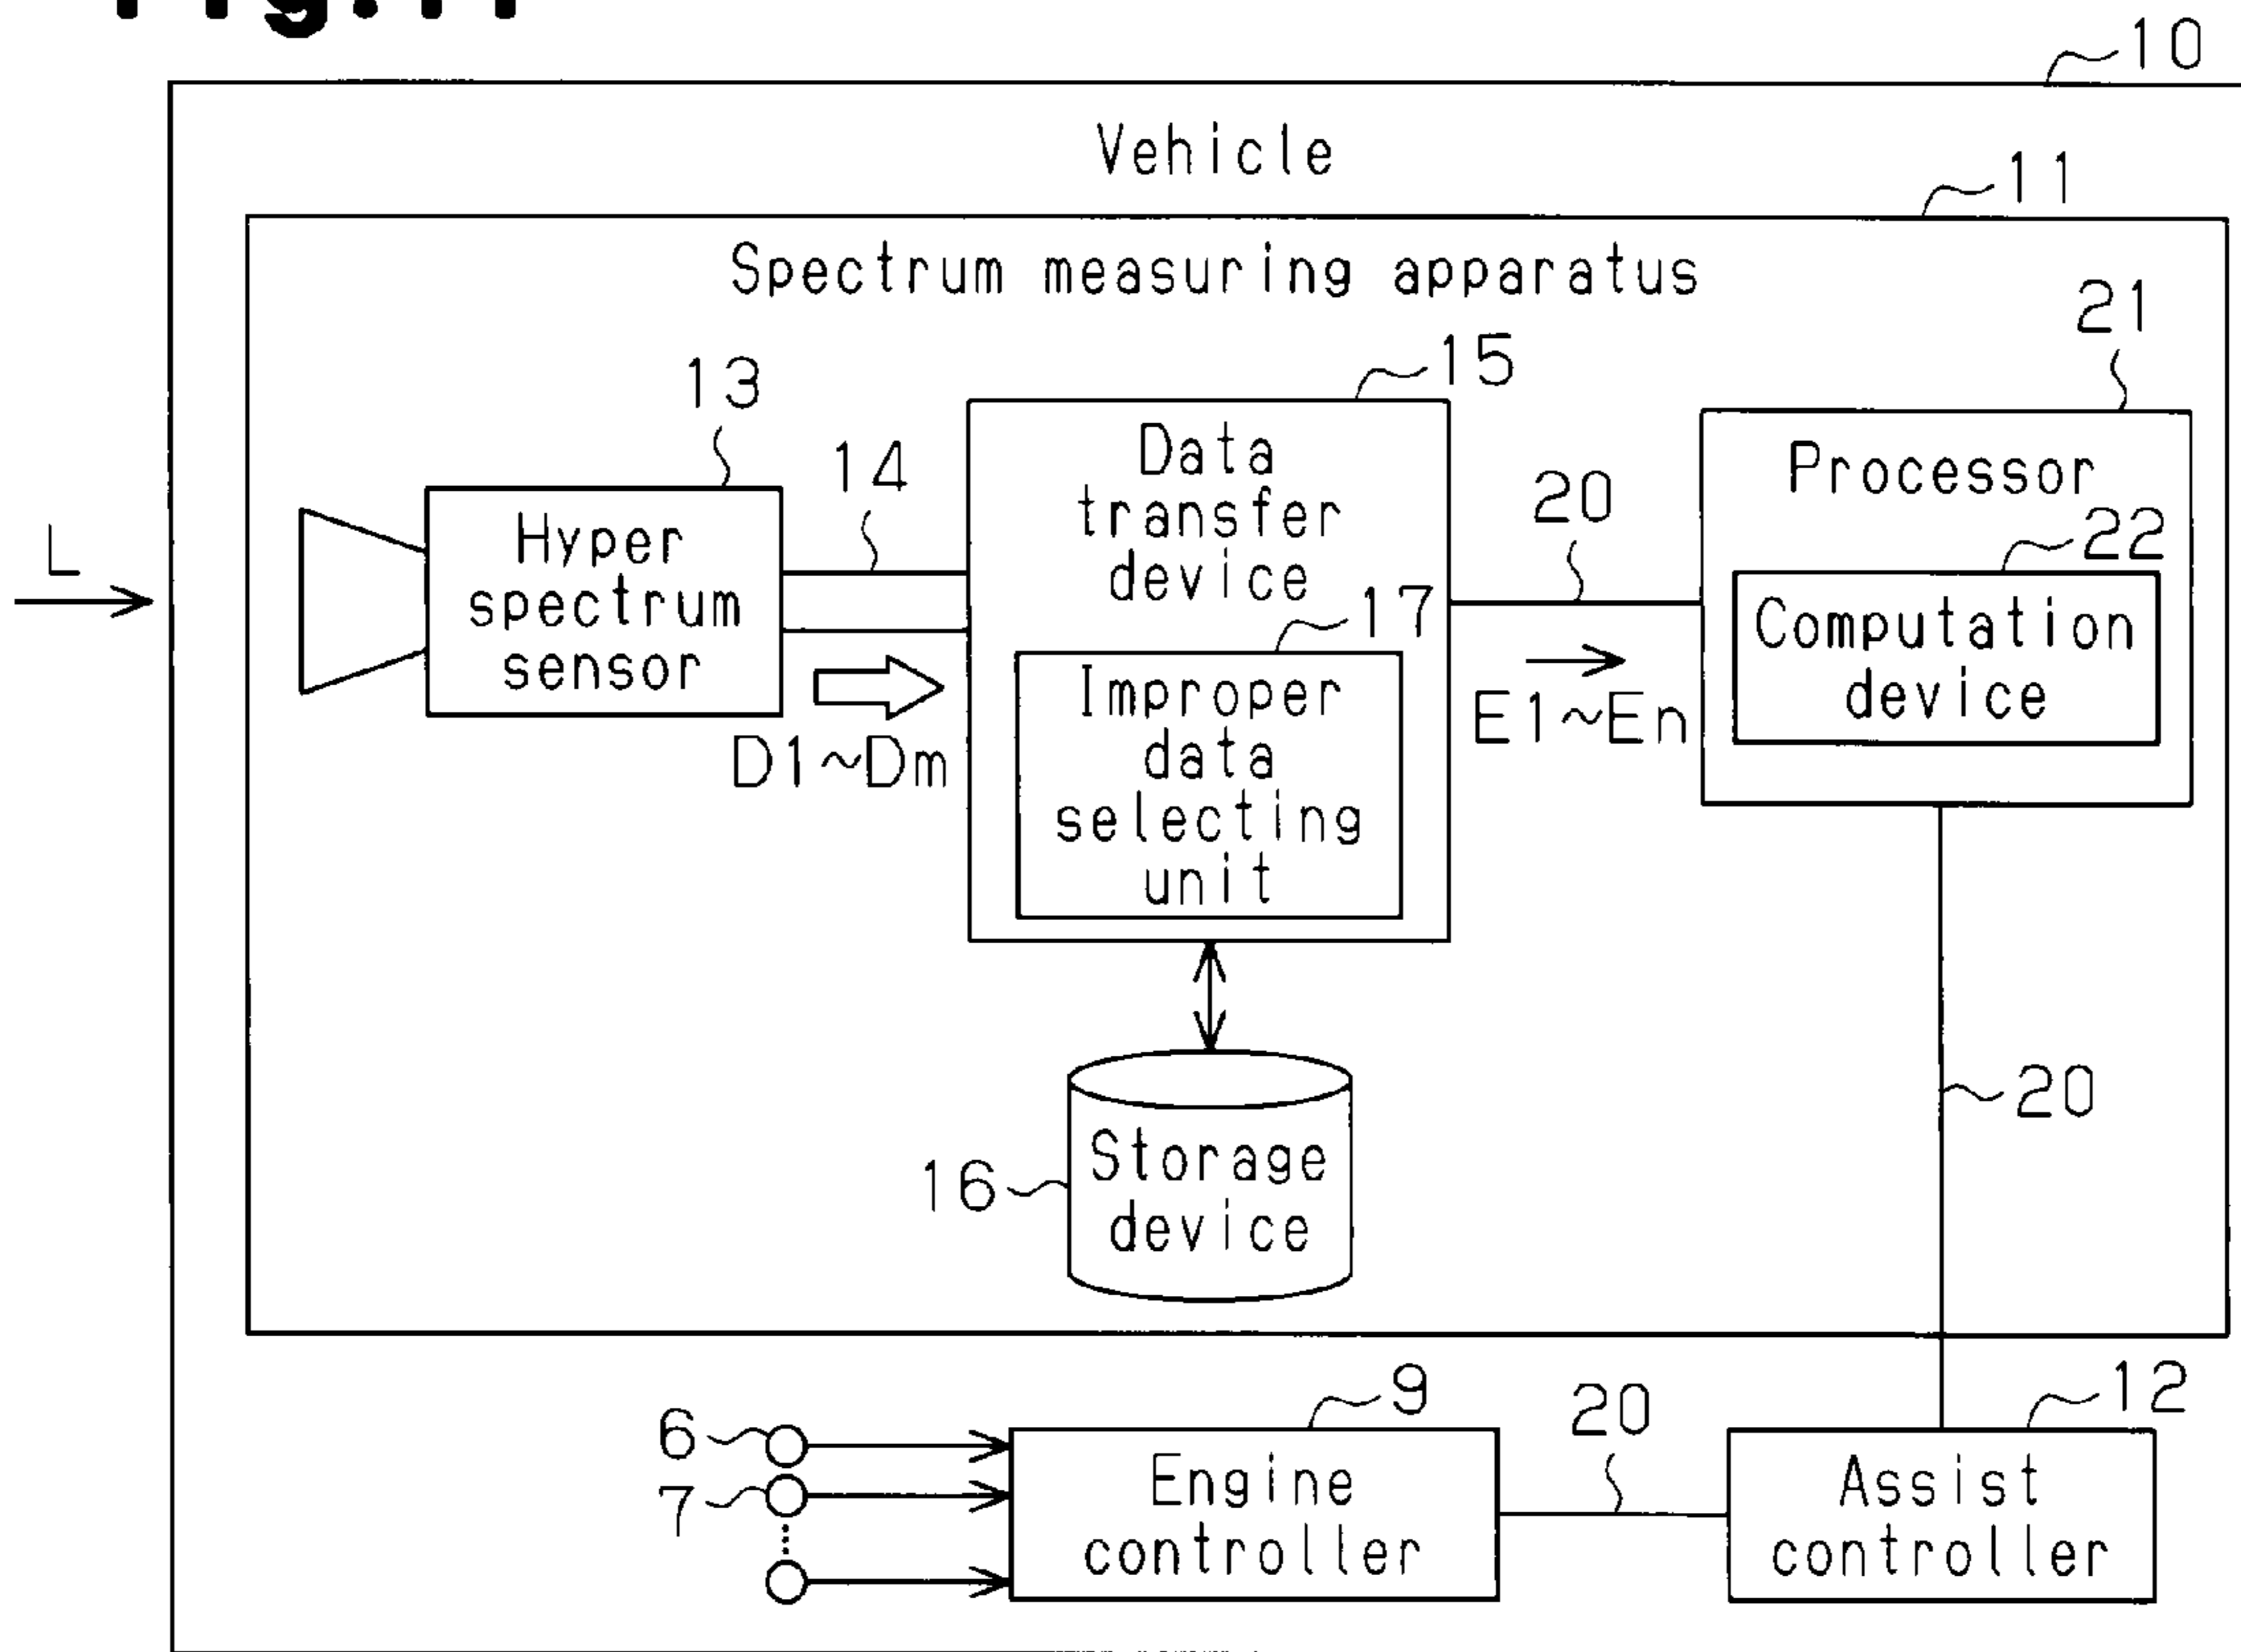 10
Vehicle
11
Spectrum measuring apparatus
21
15
13
Data
transfer
device
14
20
Processor
22
Hyper
spectrum
sensor
L
17
Computation
device
Improper
data
selecting
unit
E1~En
D1~Dm
20
16
Storage
device
9
20
12
6
7
Engine
controller
Assist
controller